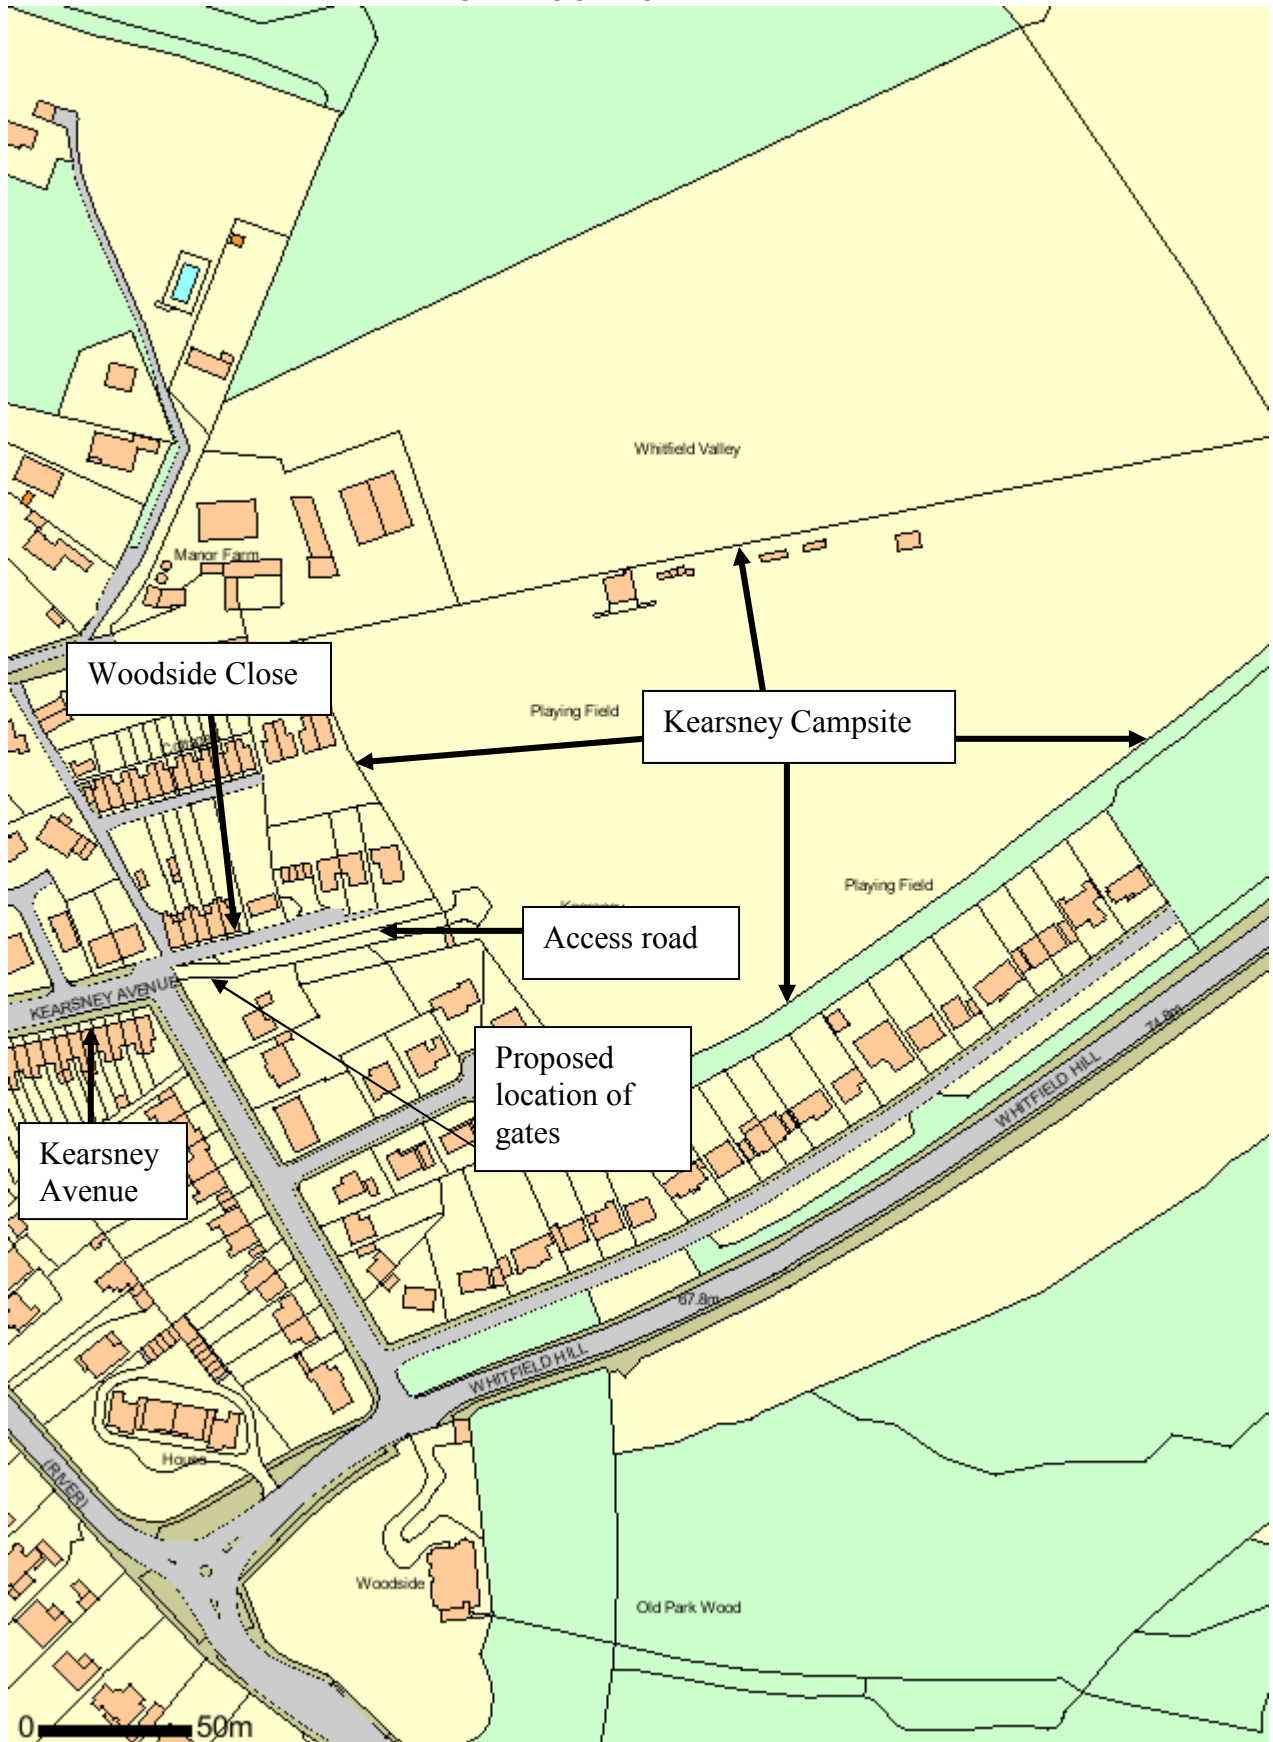 Whitfield Valley
Manor Farm
Woodside Close
Playing Field
Kearsney Campsite
Playing Field
Access road
KEARSNEY AVENUE
Proposed
location of
gates
Kearsney
Avenue
74.8m
WHITFIELD HILL
67.8m
WHITFIELD HILL
House
(RIVER)
Woodside
Old Park Wood
0 50m